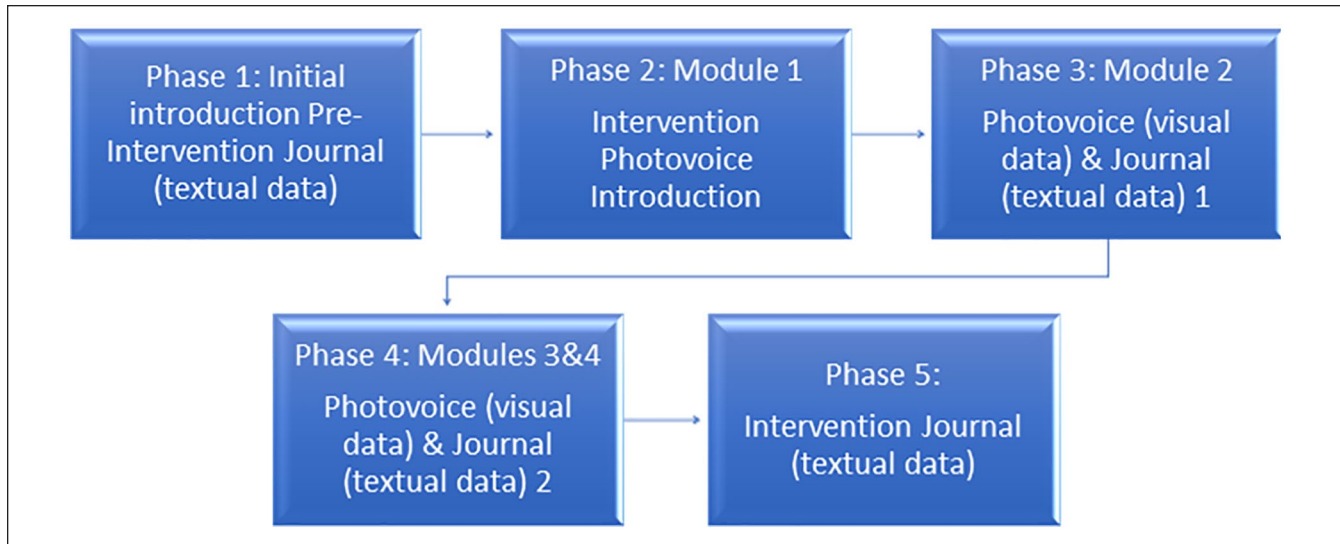 Phase 1: Initial
introduction Pre-
Intervention Journal
(textual data)
Phase 2: Module 1
Intervention
Photovoice
Introduction
Phase 3: Module 2
Photovoice (visual
data) & Journal
(textual data) 1
Phase 4: Modules 3&4
Photovoice (visual
data) & Journal
(textual data) 2
Phase 5:
Intervention Journal
(textual data)